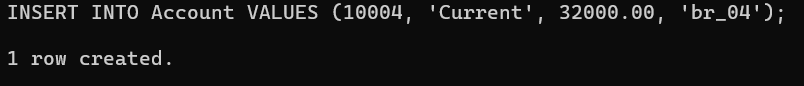 INSERT INTO Account VALUES (10004, 'Current', 32000.00, 'br_04');
1 row created.